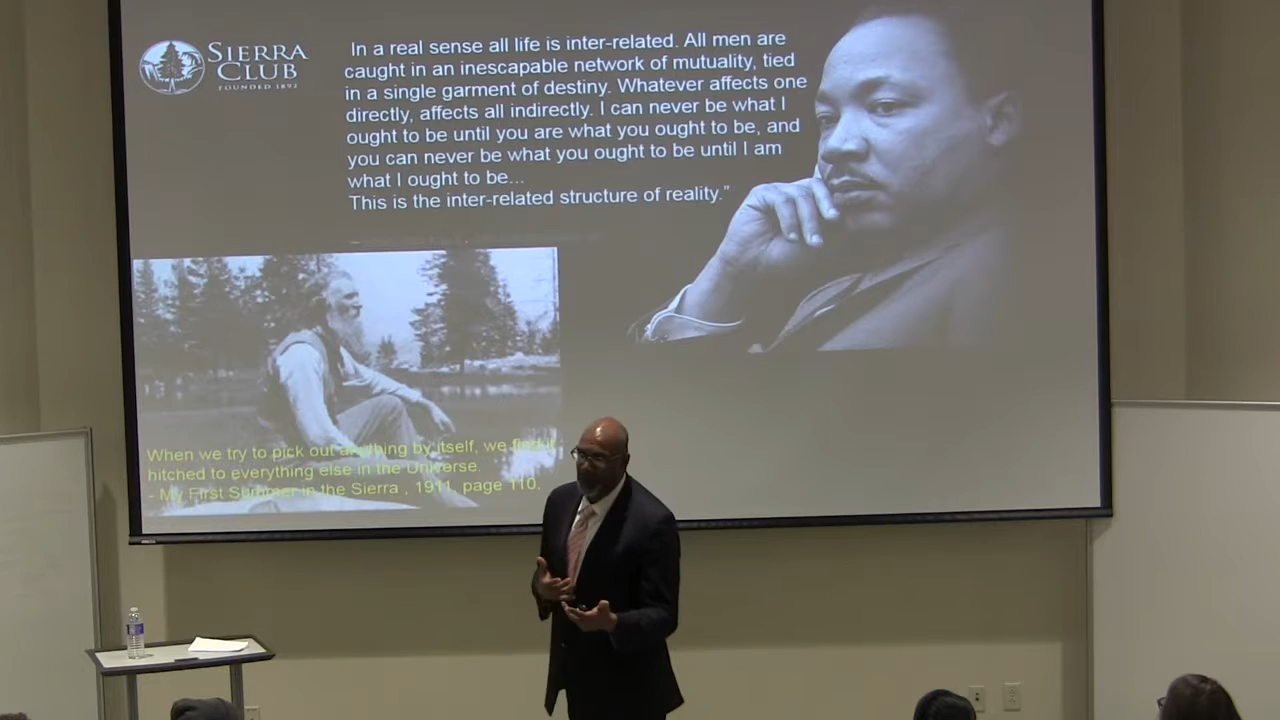 SIERRA
CLUB
FOUNDED 1892
In a real sense all life is inter-related. All men are
caught in an inescapable network of mutuality, tied
in a single garment of destiny. Whatever affects one
directly, affects all indirectly. I can never be what I
ought to be until you are what you ought to be, and
you can never be what you ought to be until I am
what I ought to be...
This is the inter-related structure of reality."
When we try to pick out anything by itself, we find it
hitched to everything else in the Universe.
- My First Summer in the Sierra , 1911, page 110.